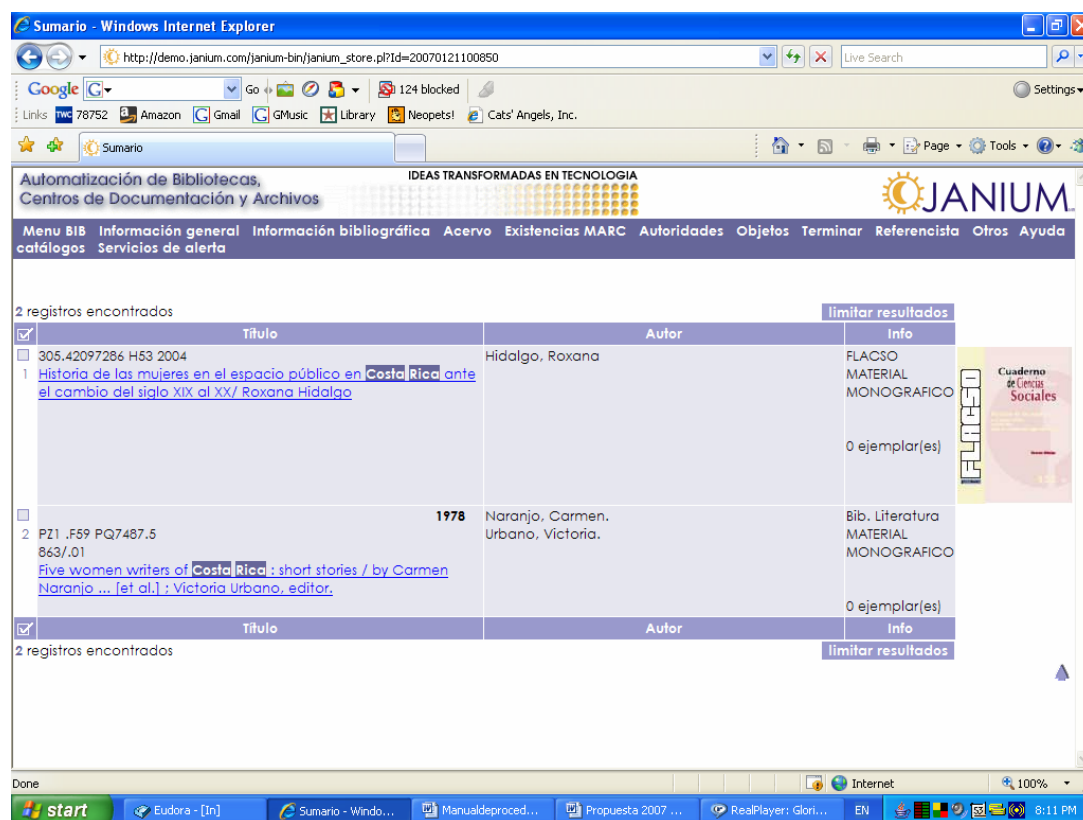 Sumario - Windows Internet Explorer
http://demo.janium.com/janium-bin/janium_store.pl?Id=20070121100850
Live Search
Google G Go 124 blocked Settings
Links TWC 78752 Amazon G Gmail G GMusic Library Neopets! Cats' Angels, Inc.
Sumario Page Tools
Automatización de Bibliotecas,
Centros de Documentación y Archivos
IDEAS TRANSFORMADAS EN TECNOLOGIA
JANIUM.
Menu BIB Información general Información bibliográfica Acervo Existencias MARC Autoridades Objetos Terminar Referencista Otros Ayuda
catálogos Servicios de alerta
2 registros encontrados limitar resultados
Título Autor Info
305.42097286 H53 2004 Hidalgo, Roxana FLACSO
1 Historia de las mujeres en el espacio público en Costa Rica ante MATERIAL
el cambio del siglo XIX al XX/ Roxana Hidalgo MONOGRAFICO
0 ejemplar(es)
FLACSO
Cuaderno
de Ciencias
Sociales
1978 Naranjo, Carmen. Bib. Literatura
2 PZ1 .F59 PQ7487.5 Urbano, Victoria. MATERIAL
863/.01 MONOGRAFICO
Five women writers of Costa Rica : short stories / by Carmen
Naranjo ... [et al.] ; Victoria Urbano, editor.
0 ejemplar(es)
Título Autor Info
2 registros encontrados limitar resultados
Done Internet 100%
start Eudora - [In] Sumario - Windo... Manualdeproced... Propuesta 2007 ... RealPlayer: Glori... EN 8:11 PM